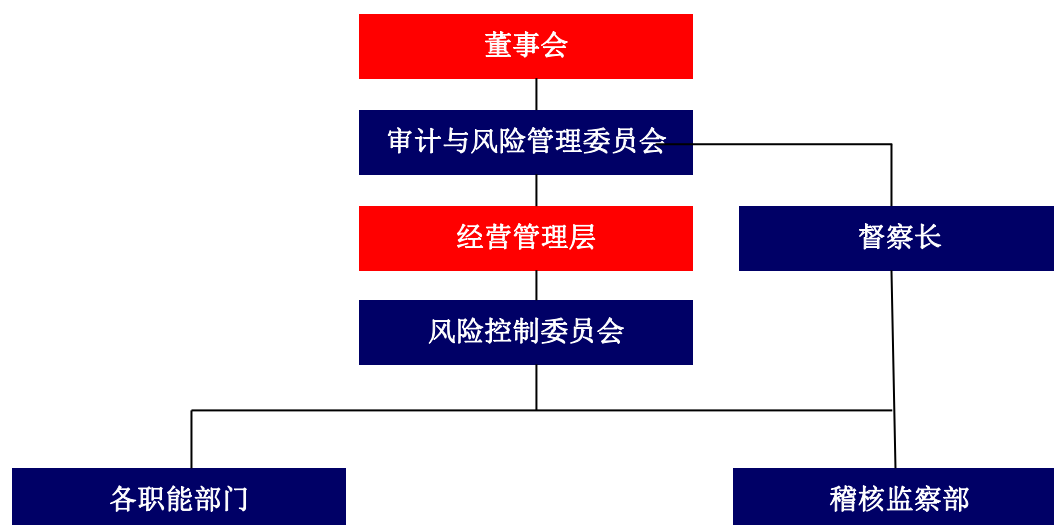 董事会
审计与风险管理委员会
经营管理层
督察长
风险控制委员会
各职能部门
稽核监察部